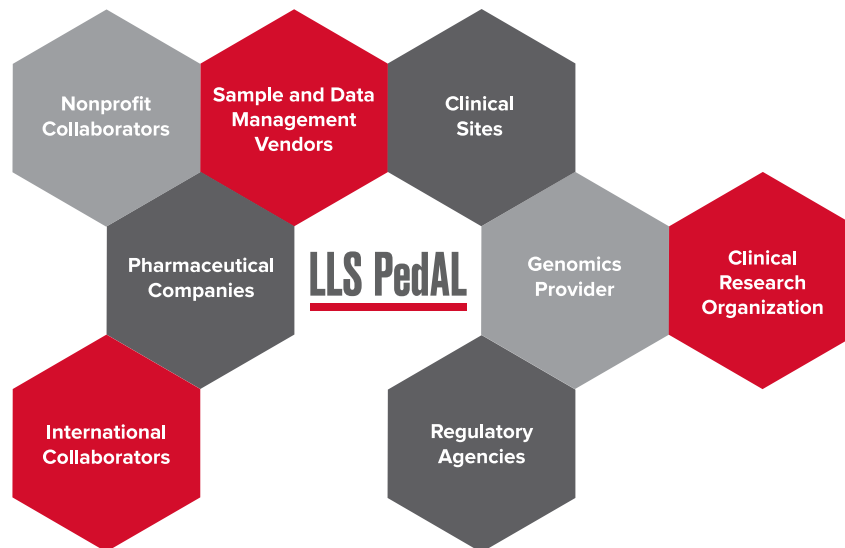 Nonprofit
Collaborators
Sample and Data
Management
Vendors
Clinical
Sites
Pharmaceutical
Companies
LLS PedAL
Genomics
Provider
Clinical
Research
Organization
International
Collaborators
Regulatory
Agencies